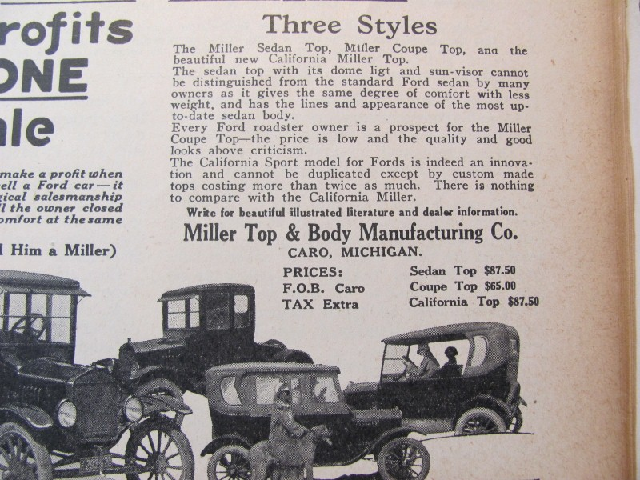 rofits
ONE
ale
make a profit when
ell a Ford car—it
gical salesmanship
ll the owner closed
omfort at the same
l Him a Miller)
Three Styles
The Miller Sedan Top, Miller Coupe Top, and the
beautiful new California Miller Top.
The sedan top with its dome ligt and sun-visor cannot
be distinguished from the standard Ford sedan by many
owners as it gives the same degree of comfort with less
weight, and has the lines and appearance of the most up-
to-date sedan body.
Every Ford roadster owner is a prospect for the Miller
Coupe Top—the price is low and the quality and good
looks above criticism.
The California Sport model for Fords is indeed an innova-
tion and cannot be duplicated except by custom made
tops costing more than twice as much. There is nothing
to compare with the California Miller.
Write for beautiful illustrated literature and dealer information.
Miller Top & Body Manufacturing Co.
CARO, MICHIGAN.
PRICES: Sedan Top $87.50
F.O.B. Caro Coupe Top $65.00
TAX Extra California Top $87.50